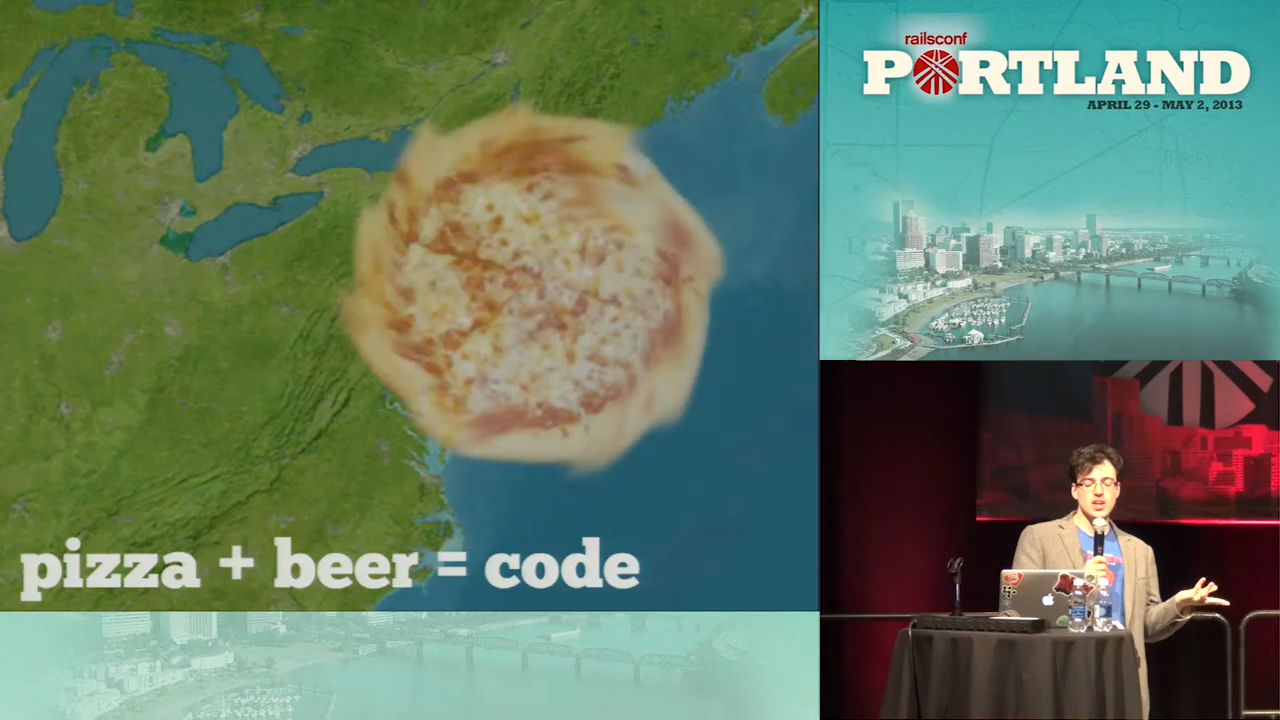 pizza + beer = code
railsconf
PORTLAND
APRIL 29 - MAY 2, 2013